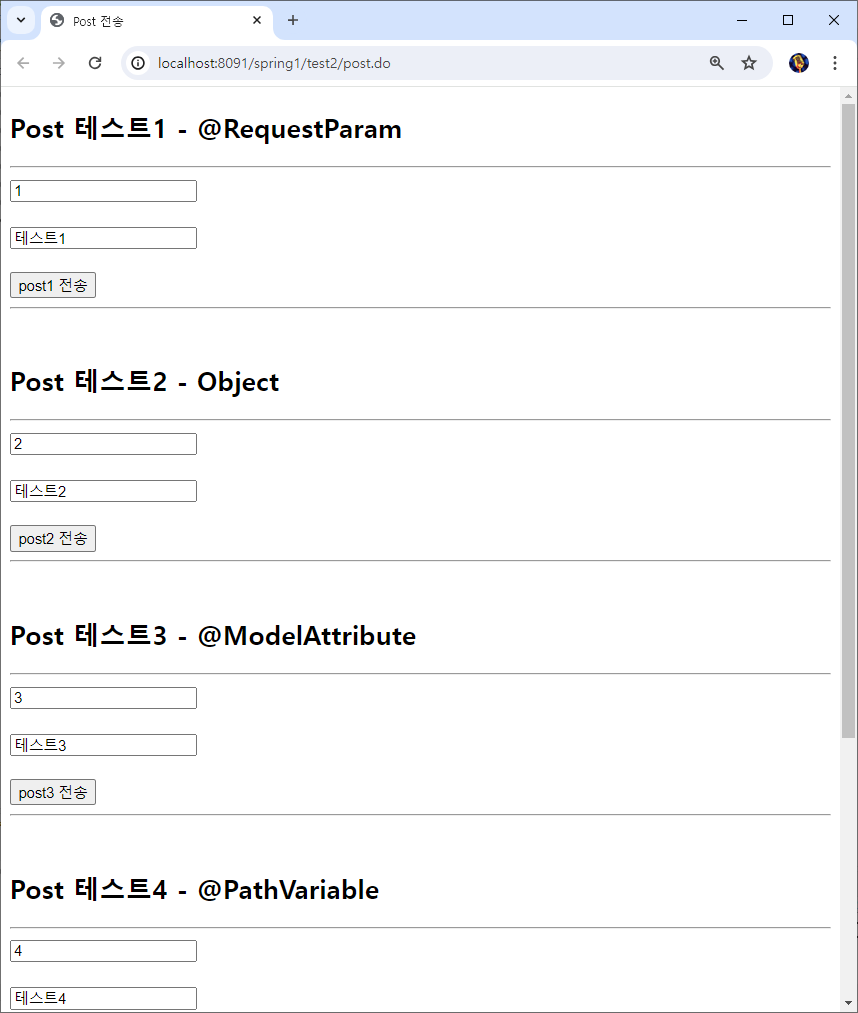 Post 전송
localhost:8091/spring1/test2/post.do
Post 테스트1 - @RequestParam
1
테스트1
post1 전송
Post 테스트2 - Object
2
테스트2
post2 전송
Post 테스트3 - @ModelAttribute
3
테스트3
post3 전송
Post 테스트4 - @PathVariable
4
테스트4